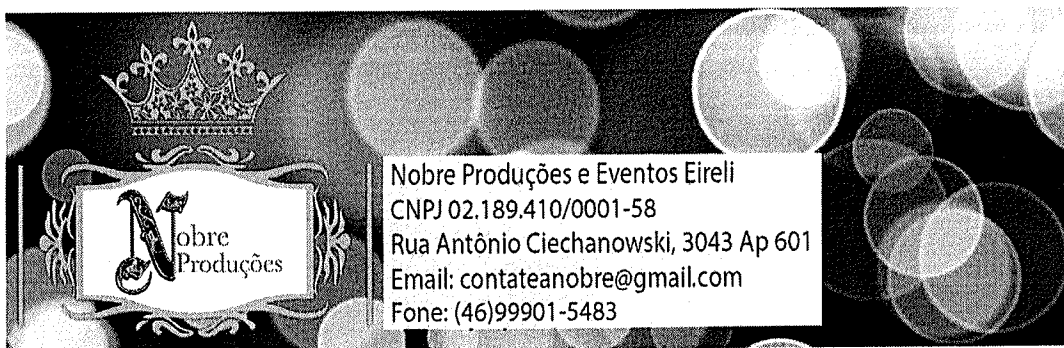 Nobre
Produções
Nobre Produções e Eventos Eireli
CNPJ 02.189.410/0001-58
Rua Antônio Ciechanowski, 3043 Ap 601
Email: contateanobre@gmail.com
Fone: (46)99901-5483